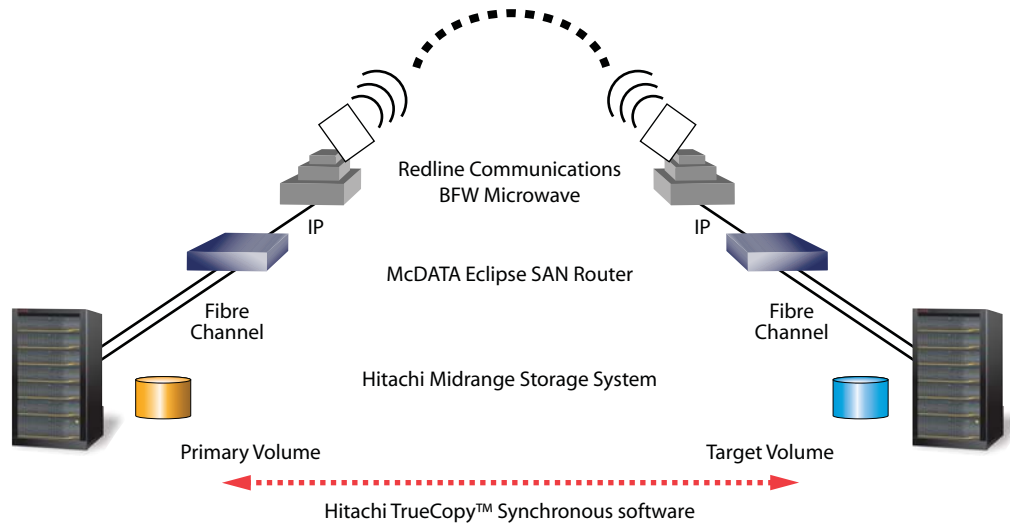 Redline Communications
BFW Microwave
IP
IP
McDATA Eclipse SAN Router
Fibre
Channel
Fibre
Channel
Hitachi Midrange Storage System
Primary Volume
Target Volume
Hitachi TrueCopy™ Synchronous software